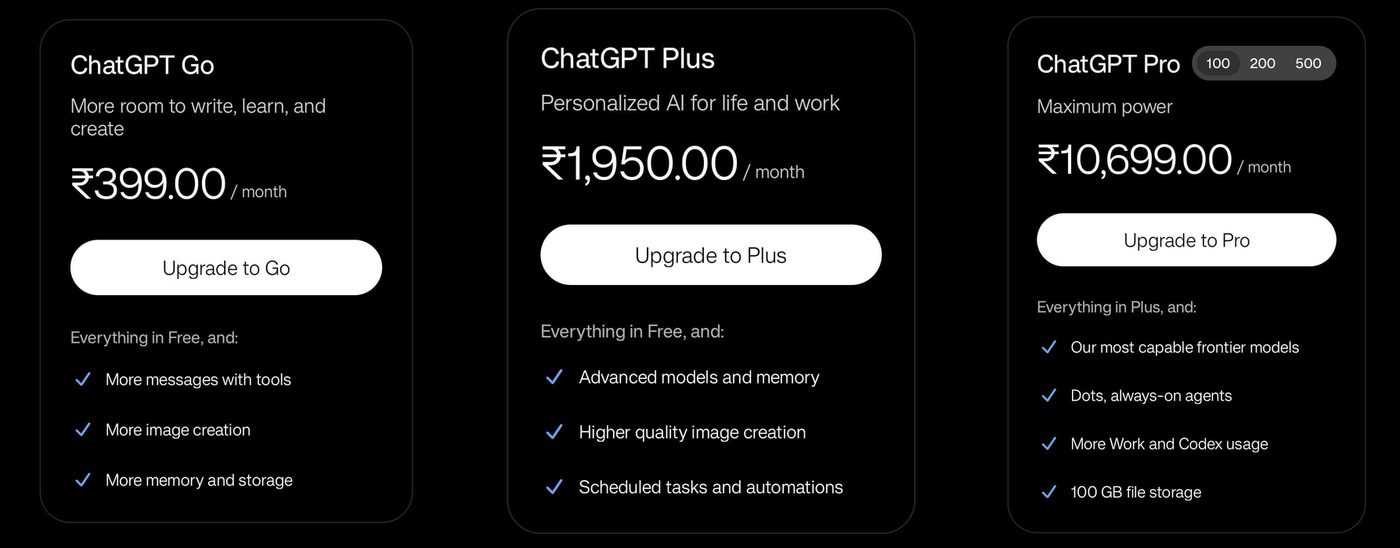 ChatGPT Go
More room to write, learn, and
create
₹399.00 / month
Upgrade to Go
Everything in Free, and:
More messages with tools
More image creation
More memory and storage
ChatGPT Plus
Personalized AI for life and work
₹1,950.00 / month
Upgrade to Plus
Everything in Free, and:
Advanced models and memory
Higher quality image creation
Scheduled tasks and automations
ChatGPT Pro 100 200 500
Maximum power
₹10,699.00 / month
Upgrade to Pro
Everything in Plus, and:
Our most capable frontier models
Dots, always-on agents
More Work and Codex usage
100 GB file storage